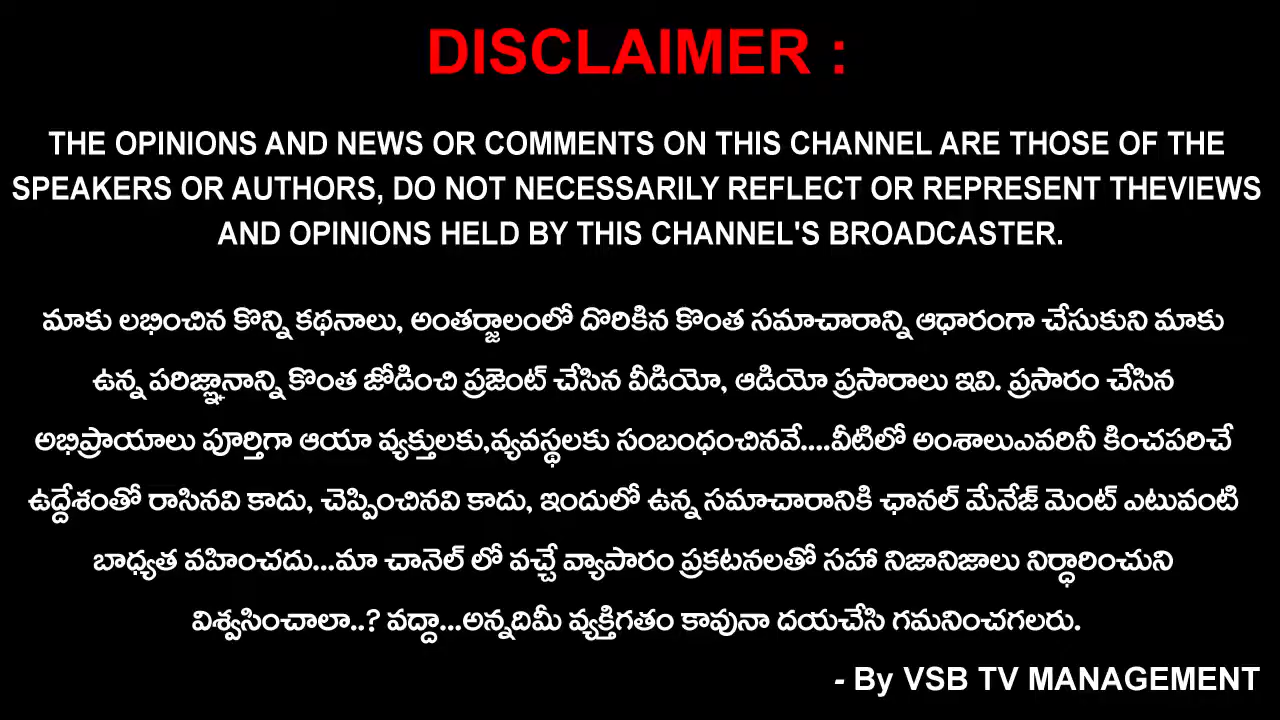 DISCLAIMER :
THE OPINIONS AND NEWS OR COMMENTS ON THIS CHANNEL ARE THOSE OF THE
SPEAKERS OR AUTHORS, DO NOT NECESSARILY REFLECT OR REPRESENT THEVIEWS
AND OPINIONS HELD BY THIS CHANNEL'S BROADCASTER.
మాకు లభించిన కొన్ని కథనాలు, అంతర్జాలంలో దొరికిన కొంత సమాచారాన్ని ఆధారంగా చేసుకుని మాకు
ఉన్న పరిజ్ఞానాన్ని కొంత జోడించి ప్రజెంట్ చేసిన వీడియో, ఆడియో ప్రసారాలు ఇవి. ప్రసారం చేసిన
అభిప్రాయాలు పూర్తిగా ఆయా వ్యక్తులకు,వ్యవస్థలకు సంబంధంచినవే....వీటిలో అంశాలుఎవరినీ కించపరిచే
ఉద్దేశంతో రాసినవి కాదు, చెప్పించినవి కాదు, ఇందులో ఉన్న సమాచారానికి ఛానల్ మేనేజ్ మెంట్ ఎటువంటి
బాధ్యత వహించదు...మా చానెల్ లో వచ్చే వ్యాపారం ప్రకటనలతో సహా నిజానిజాలు నిర్ధారించుని
విశ్వసించాలా..? వద్దా...అన్నదిమీ వ్యక్తిగతం కావునా దయచేసి గమనించగలరు.
- By VSB TV MANAGEMENT